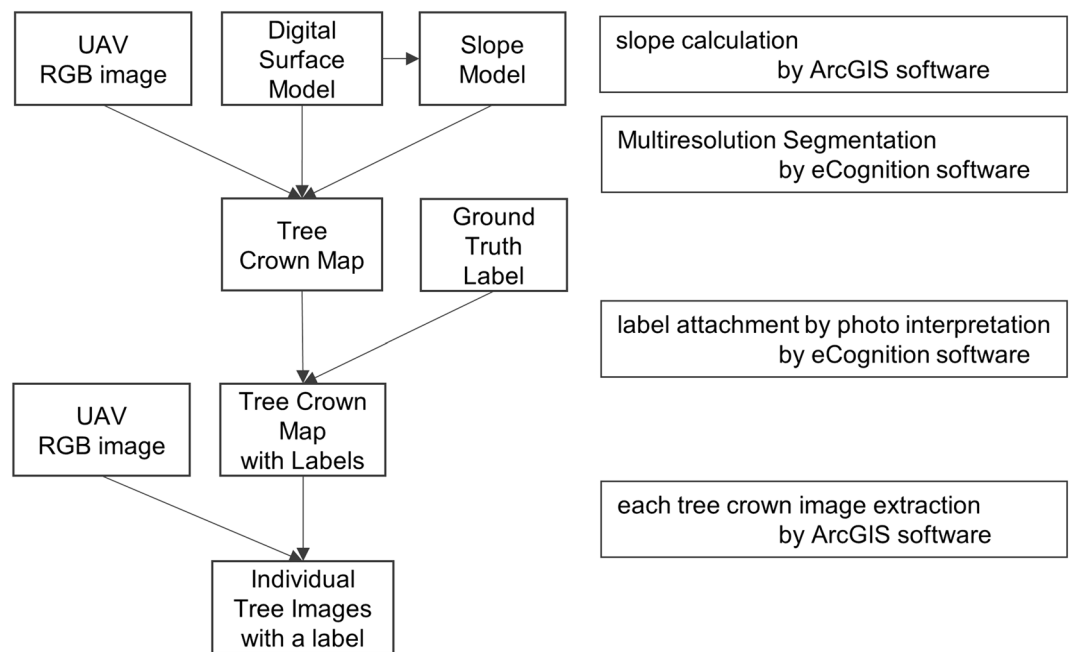 UAV
RGB image
Digital
Surface
Model
Slope
Model
slope calculation
by ArcGIS software
Multiresolution Segmentation
by eCognition software
Tree
Crown Map
Ground
Truth
Label
label attachment by photo interpretation
by eCognition software
UAV
RGB image
Tree Crown
Map
with Labels
each tree crown image extraction
by ArcGIS software
Individual
Tree Images
with a label